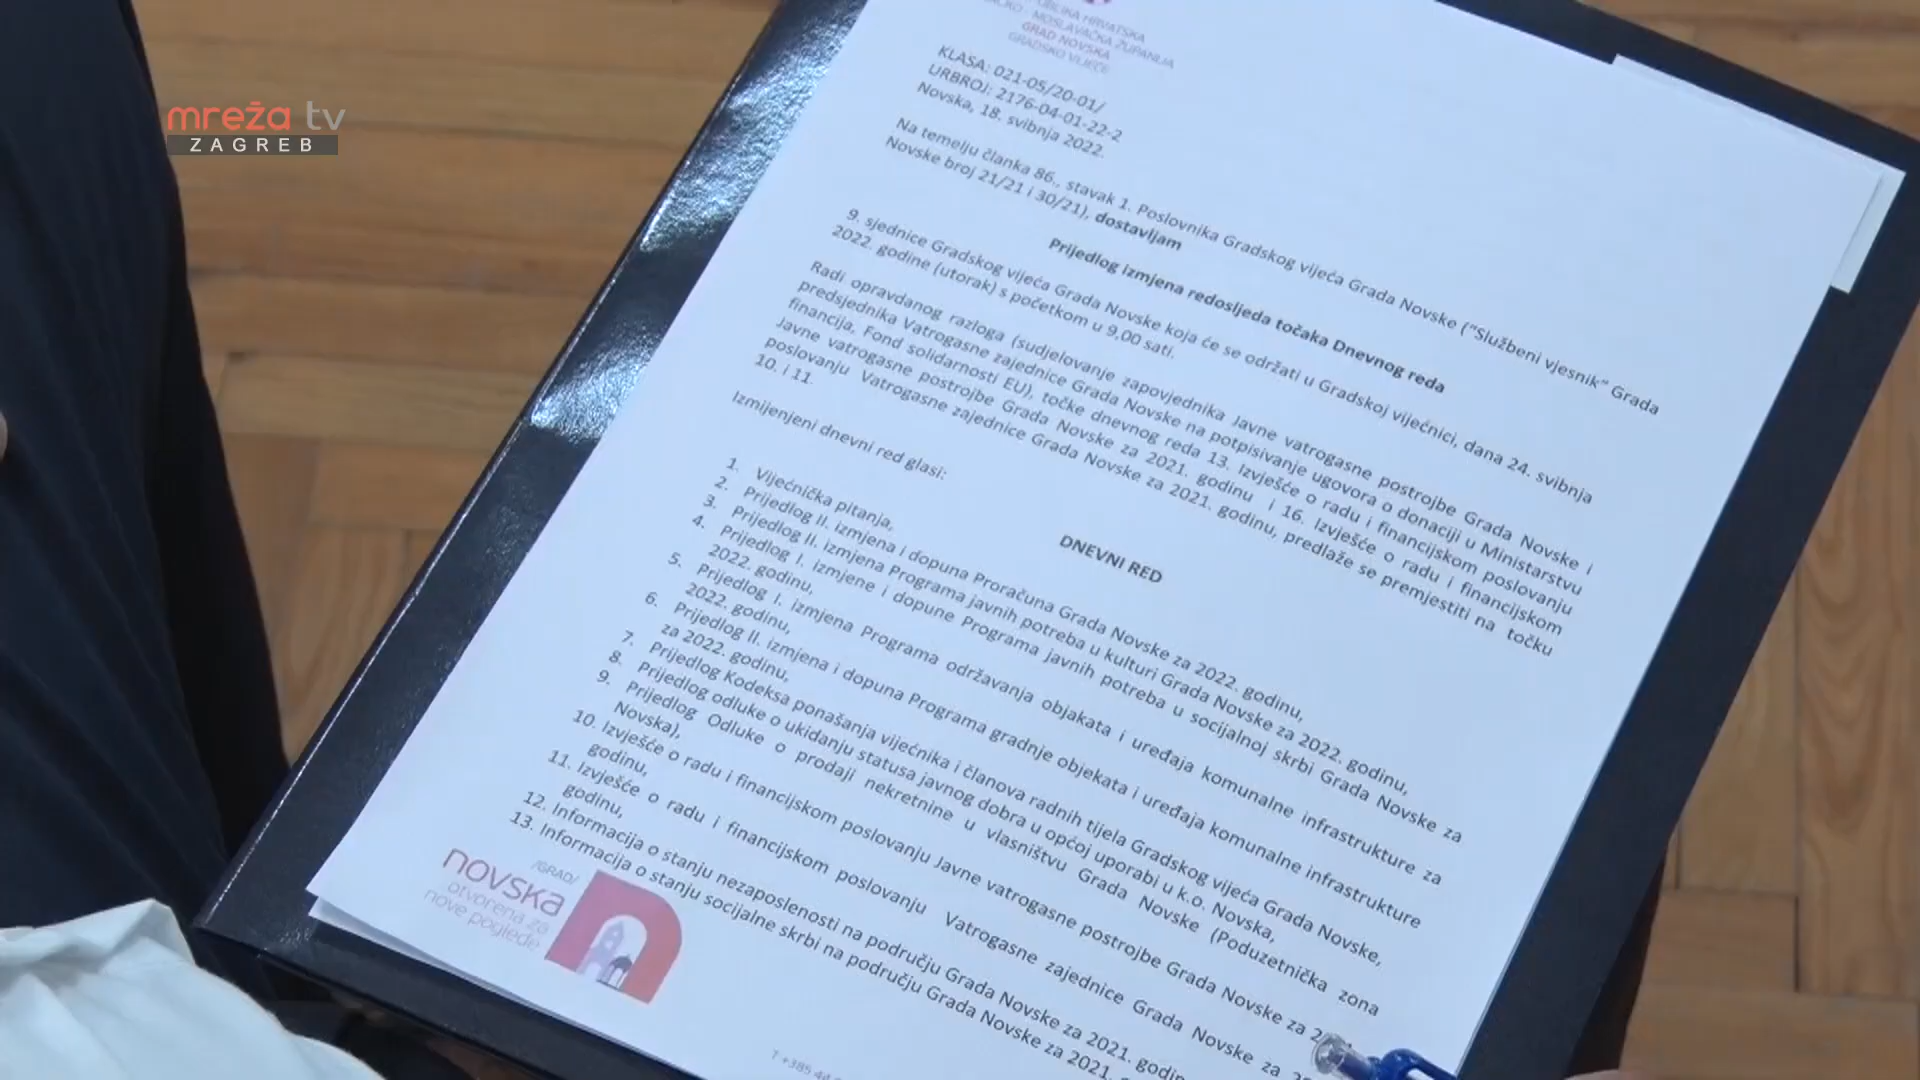 mreža tv
ZAGREB
REPUBLIKA HRVATSKA
MOSLAVAČKA ŽUPANIJA
GRAD NOVSKA
GRADSKO VIJEĆE
KLASA: 021-05/20-01/
URBROJ: 2176-04-01-22-2
Novska, 18. svibnja 2022.
Na temelju članka 86., stavak 1. Poslovnika Gradskog vijeća Grada Novske ("Službeni vjesnik" Grada
Novske broj 21/21 i 30/21), dostavljam
Prijedlog izmjena redosljeda točaka Dnevnog reda
9. sjednice Gradskog vijeća Grada Novske koja će se održati u Gradskoj vijećnici, dana 24. svibnja
2022. godine (utorak) s početkom u 9,00 sati.
Radi opravdanog razloga (sudjelovanje zapovjednika Javne vatrogasne postrojbe Grada Novske i
predsjednika Vatrogasne zajednice Grada Novske na potpisivanje ugovora o donaciji u Ministarstvu
financija, Fond solidarnosti EU), točke dnevnog reda 13. Izvješće o radu i financijskom poslovanju
Javne vatrogasne postrojbe Grada Novske za 2021. godinu i 16. Izvješće o radu i financijskom
poslovanju Vatrogasne zajednice Grada Novske za 2021. godinu, predlaže se premjestiti na točku
10. i 11.
Izmijenjeni dnevni red glasi:
DNEVNI RED
1. Vijećnička pitanja,
2. Prijedlog II. izmjena i dopuna Proračuna Grada Novske za 2022. godinu,
3. Prijedlog II. izmjena Programa javnih potreba u kulturi Grada Novske za 2022. godinu,
4. Prijedlog I. izmjene i dopune Programa javnih potreba u socijalnoj skrbi Grada Novske za
2022. godinu,
5. Prijedlog I. izmjena Programa održavanja objakata i uređaja komunalne infrastrukture za
2022. godinu,
6. Prijedlog II. izmjena i dopuna Programa gradnje objekata i uređaja komunalne infrastrukture
za 2022. godinu,
7. Prijedlog Kodeksa ponašanja vijećnika i članova radnih tijela Gradskog vijeća Grada Novske,
8. Prijedlog odluke o ukidanju statusa javnog dobra u općoj uporabi u k.o. Novska,
9. Prijedlog Odluke o prodaji nekretnine u vlasništvu Grada Novske (Poduzetnička zona
Novska),
10. Izvješće o radu i financijskom poslovanju Javne vatrogasne postrojbe Grada Novske za
godinu,
11. Izvješće o radu i financijskom poslovanju Vatrogasne zajednice Grada Novske za
godinu,
12. Informacija o stanju nezaposlenosti na području Grada Novske za 2021.
13. Informacija o stanju socijalne skrbi na području Grada Novske za 2021.
/GRAD/
novska
otvorena za
nove poglede
T +385 44